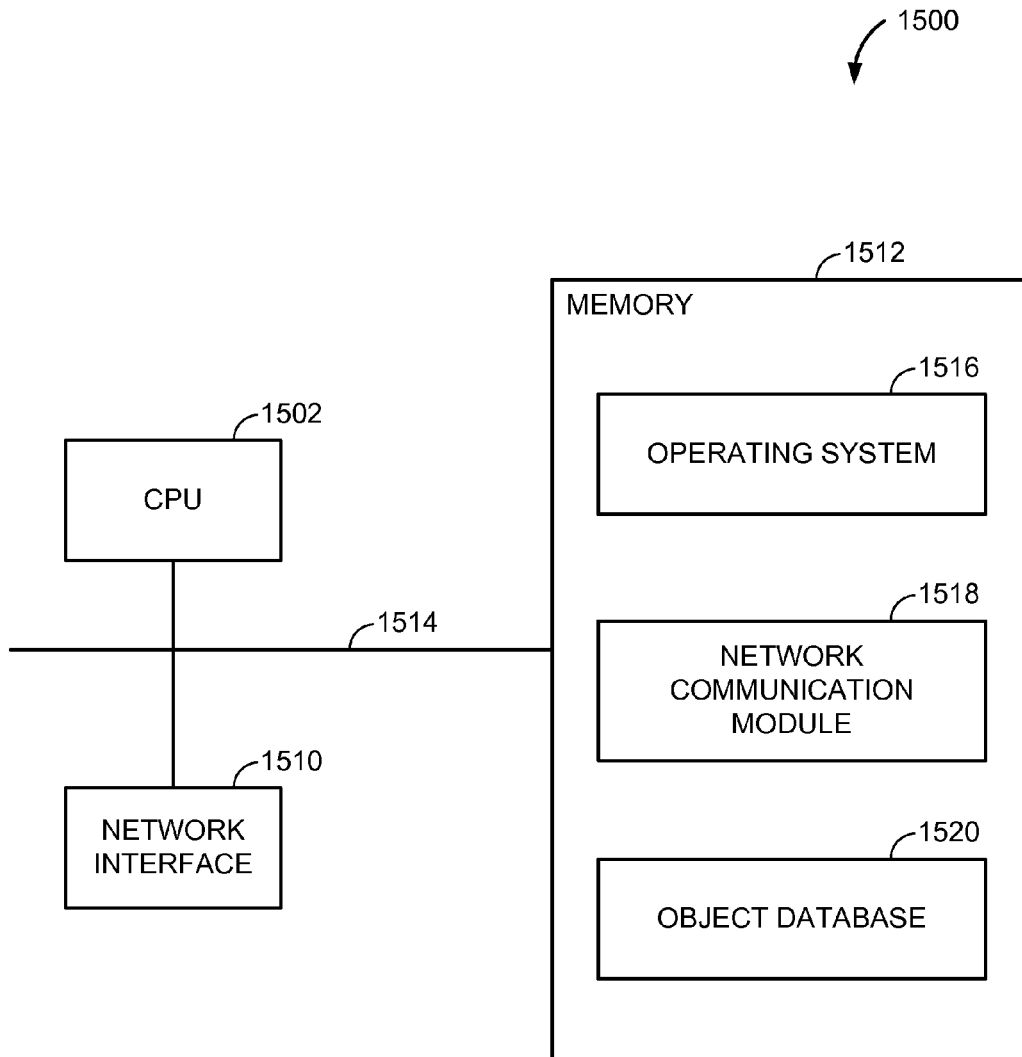 1500
1512
MEMORY
1516
OPERATING SYSTEM
1502
CPU
1514
1518
NETWORK
COMMUNICATION
MODULE
1510
NETWORK
INTERFACE
1520
OBJECT DATABASE